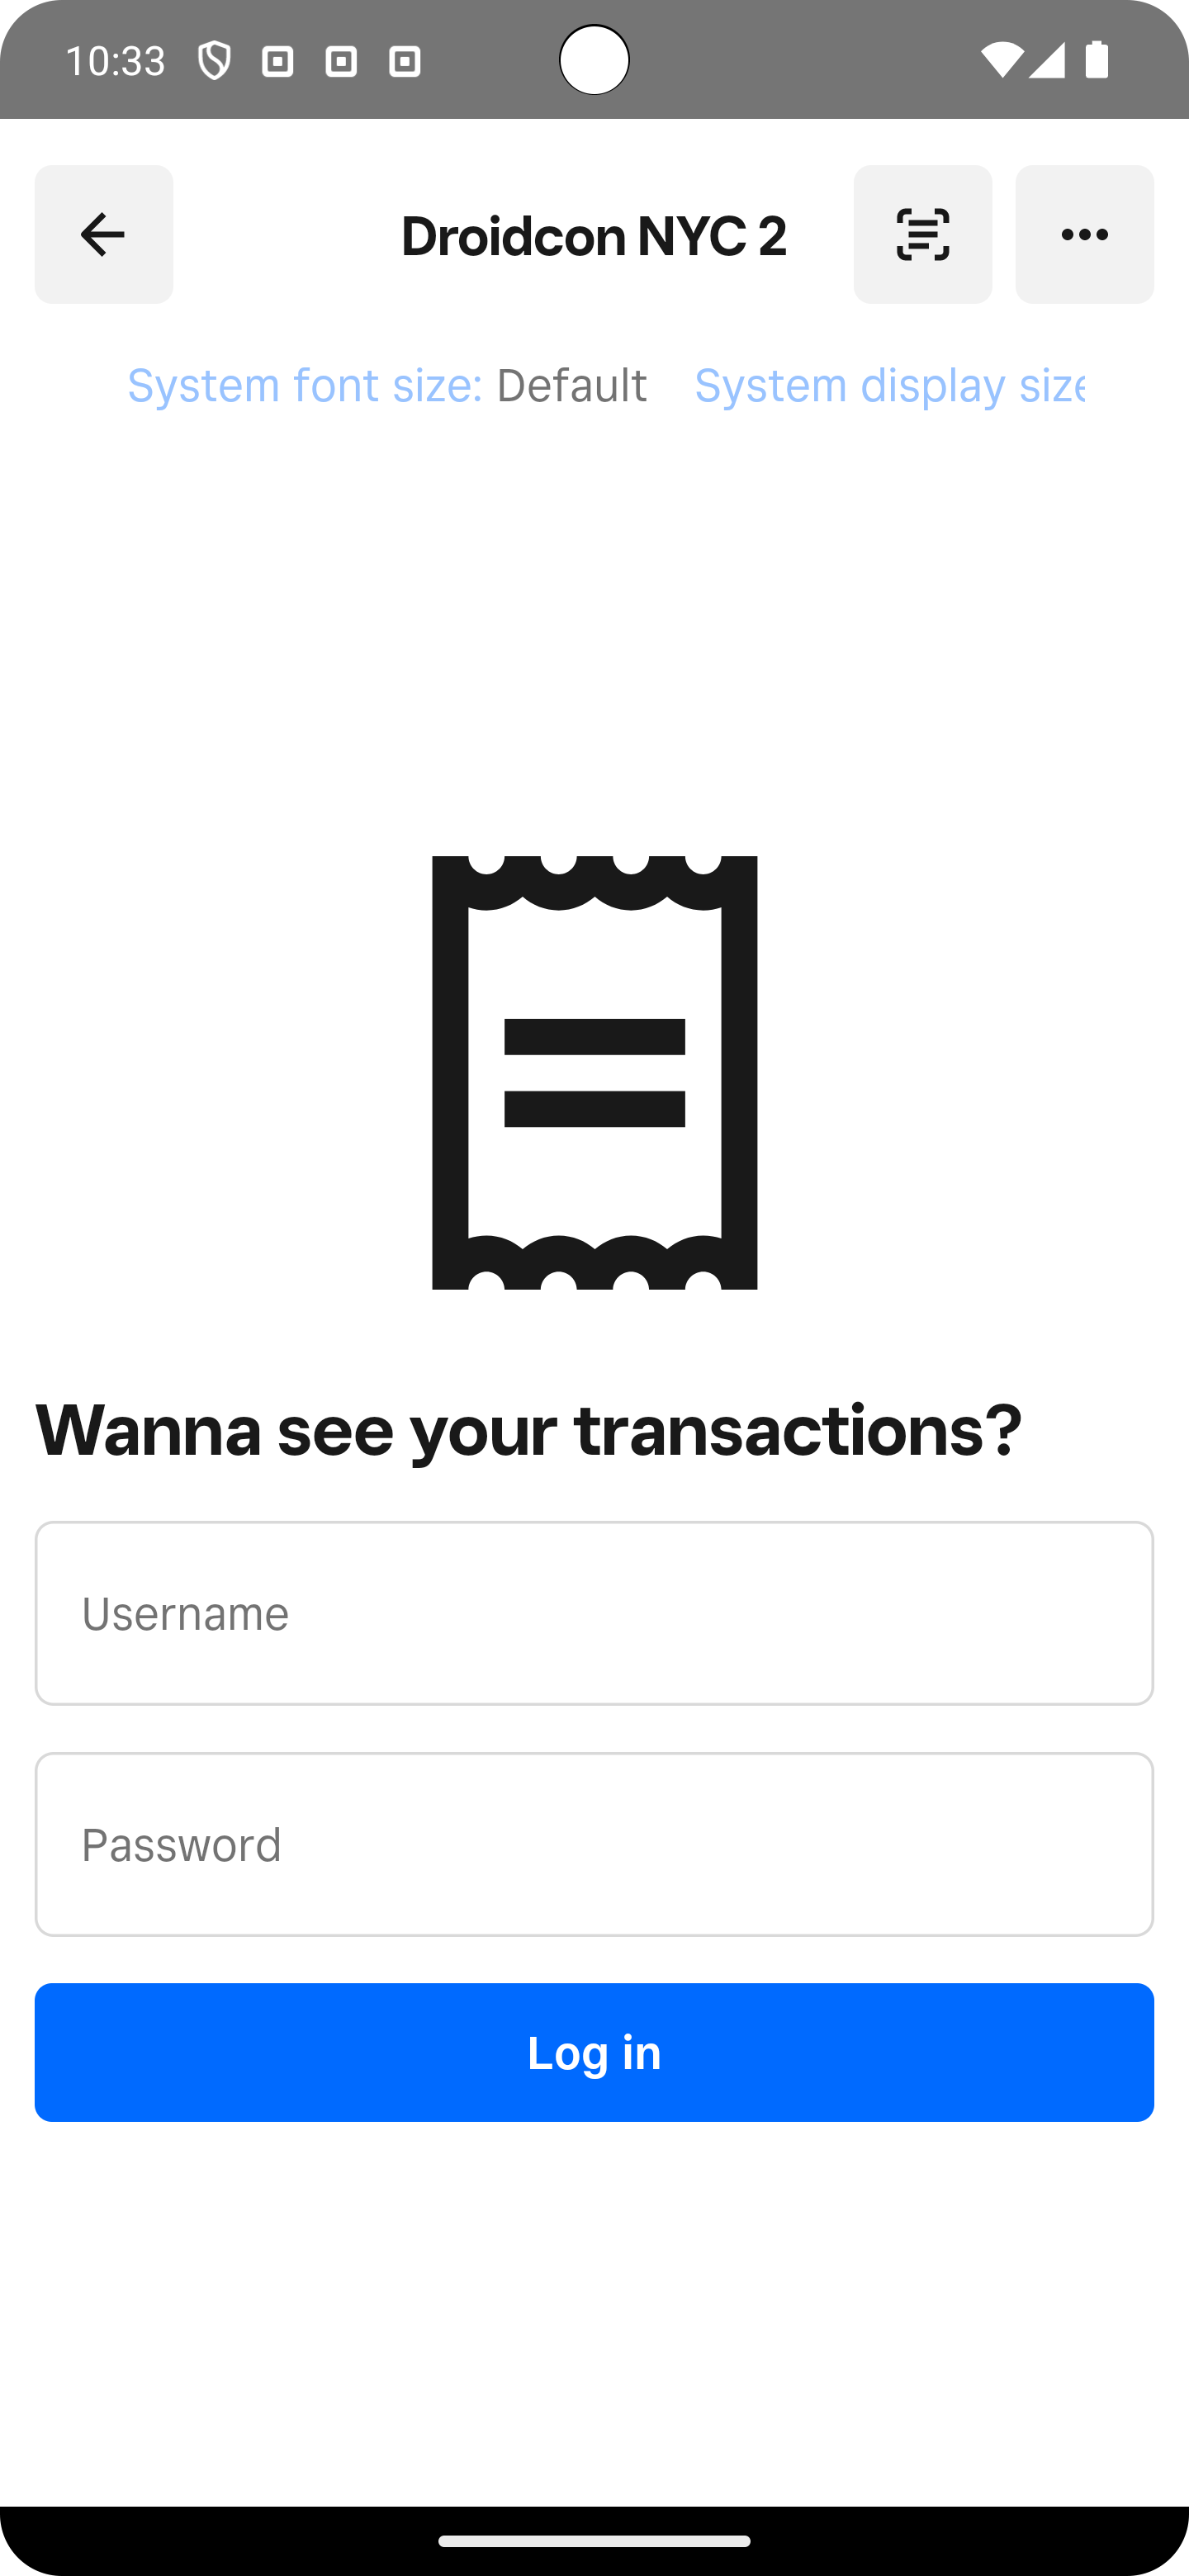 10:33
Droidcon NYC 2
System font size: Default System display size
Wanna see your transactions?
Username
Password
Log in